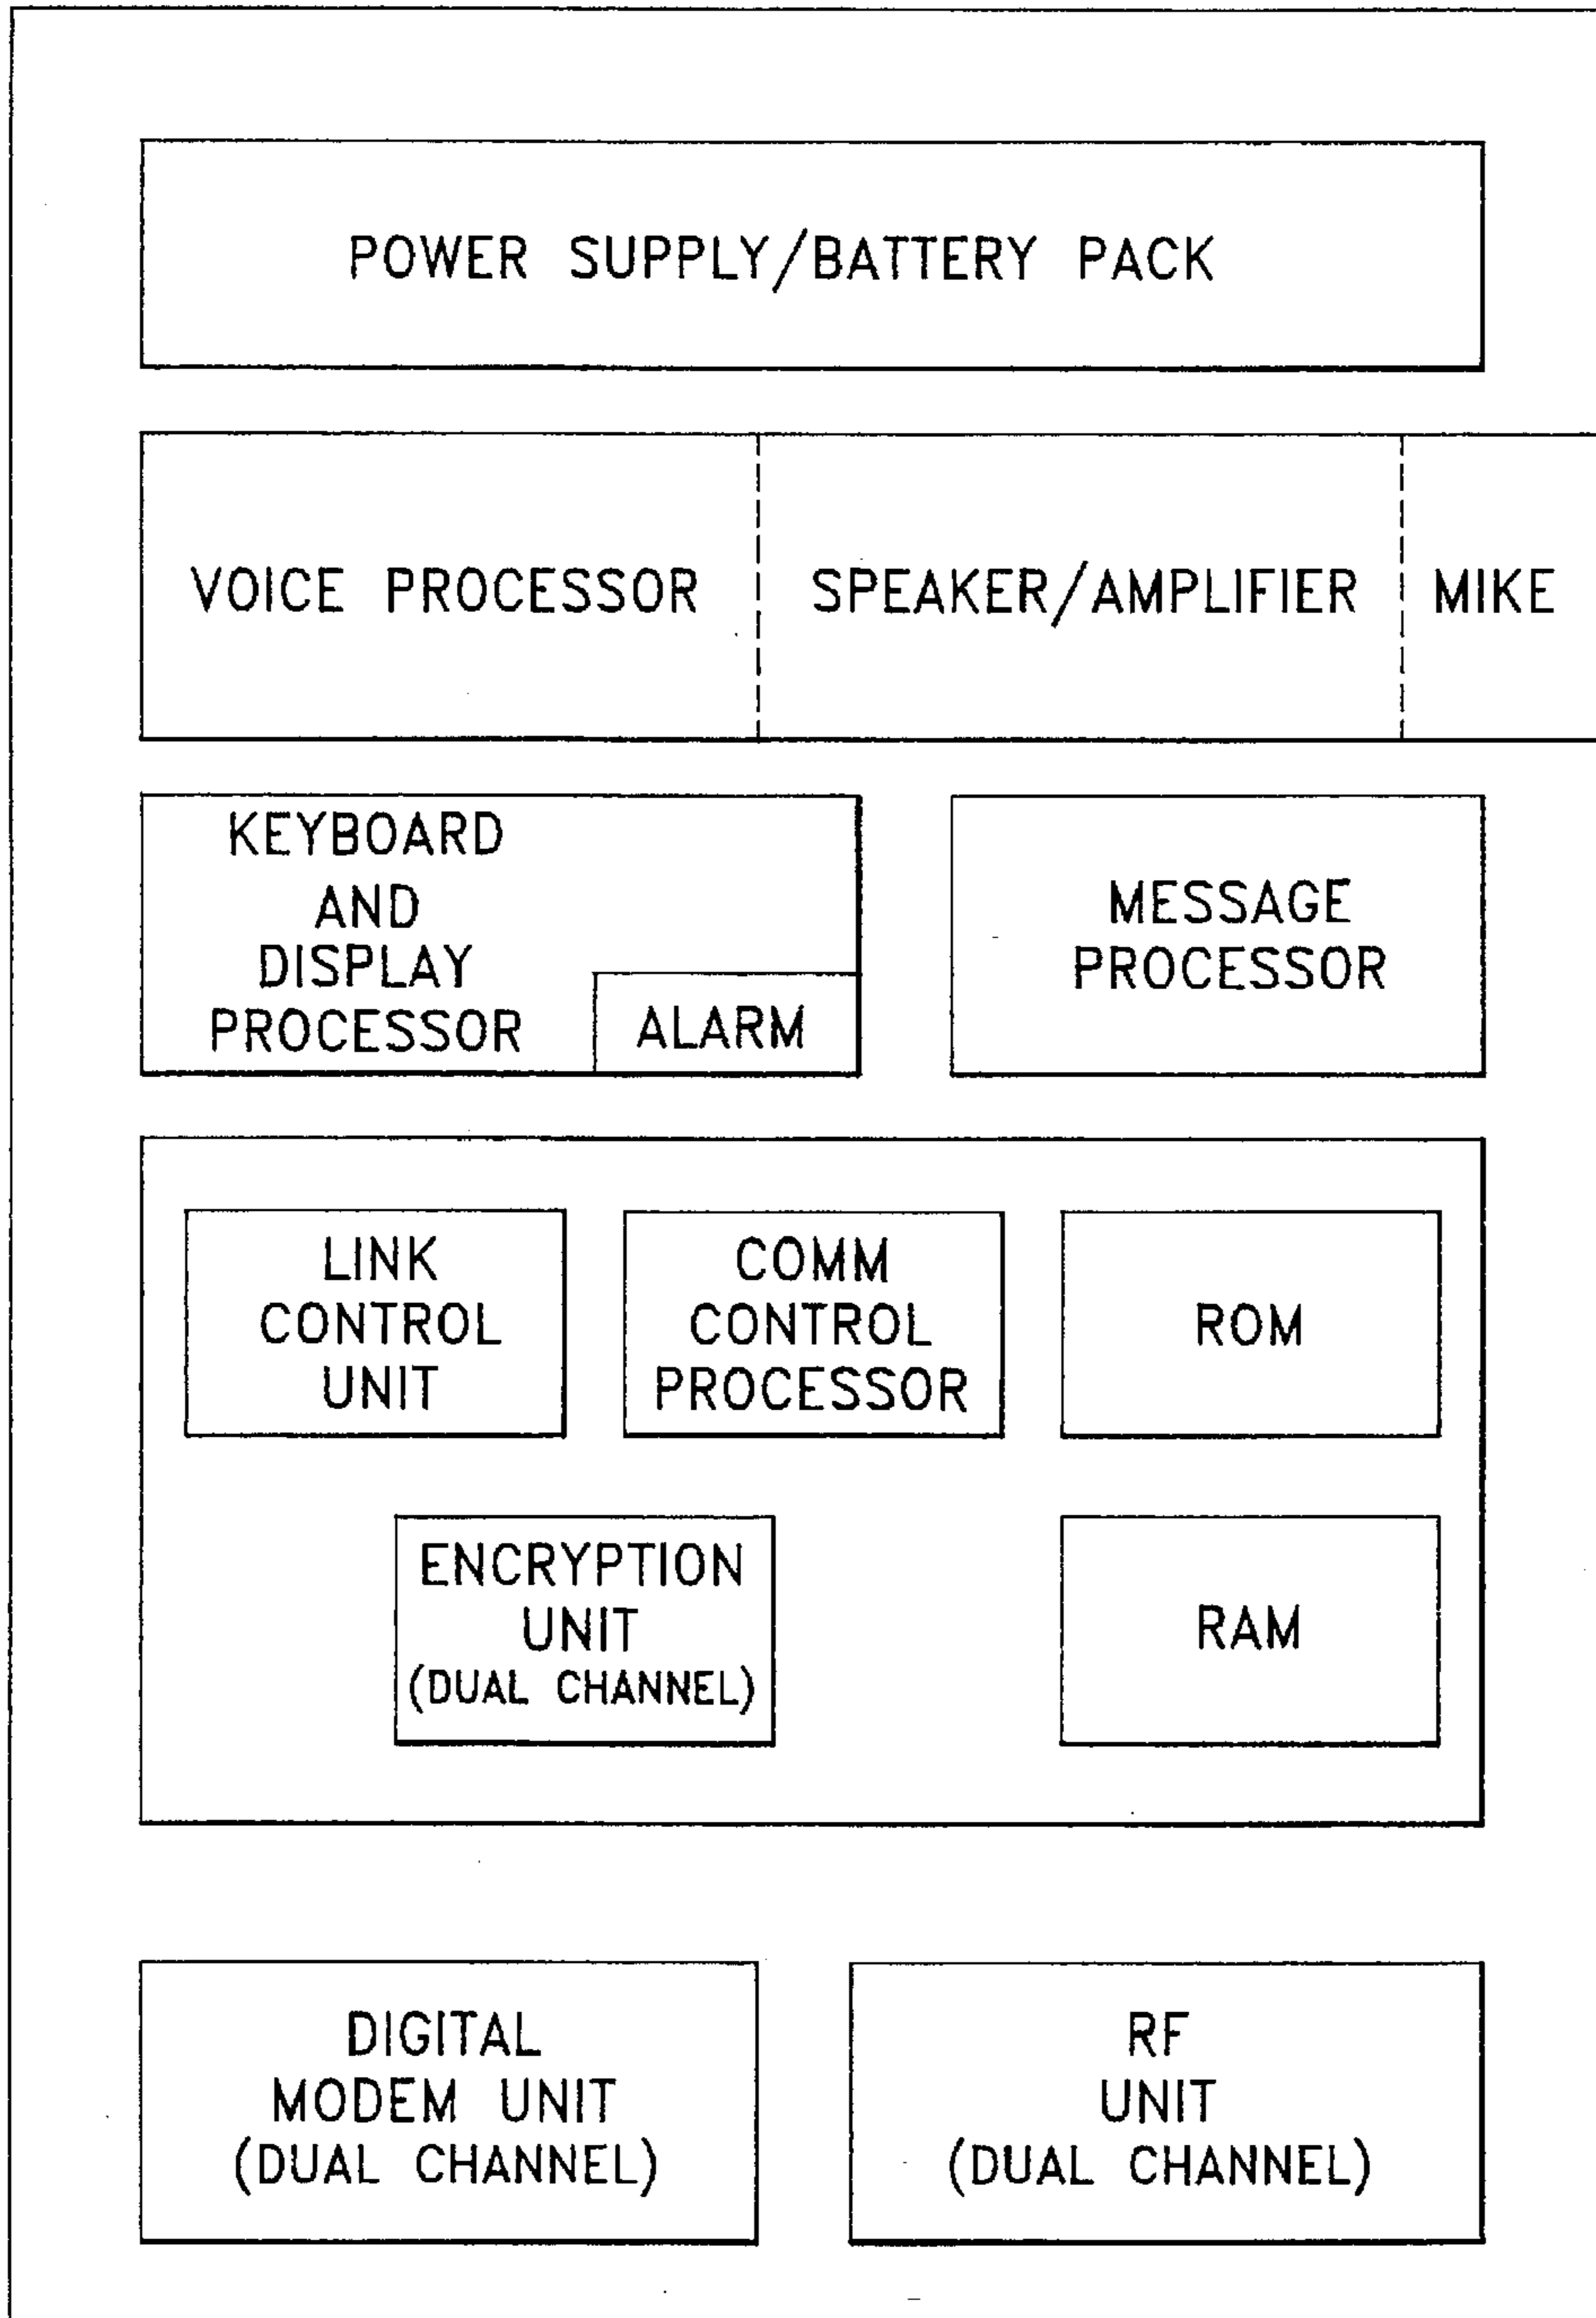 POWER SUPPLY/BATTERY PACK
VOICE PROCESSOR
SPEAKER/AMPLIFIER
MIKE
KEYBOARD
AND
DISPLAY
PROCESSOR
ALARM
MESSAGE
PROCESSOR
LINK
CONTROL
UNIT
COMM
CONTROL
PROCESSOR
ROM
ENCRYPTION
UNIT
(DUAL CHANNEL)
RAM
DIGITAL
MODEM UNIT
(DUAL CHANNEL)
RF
UNIT
(DUAL CHANNEL)